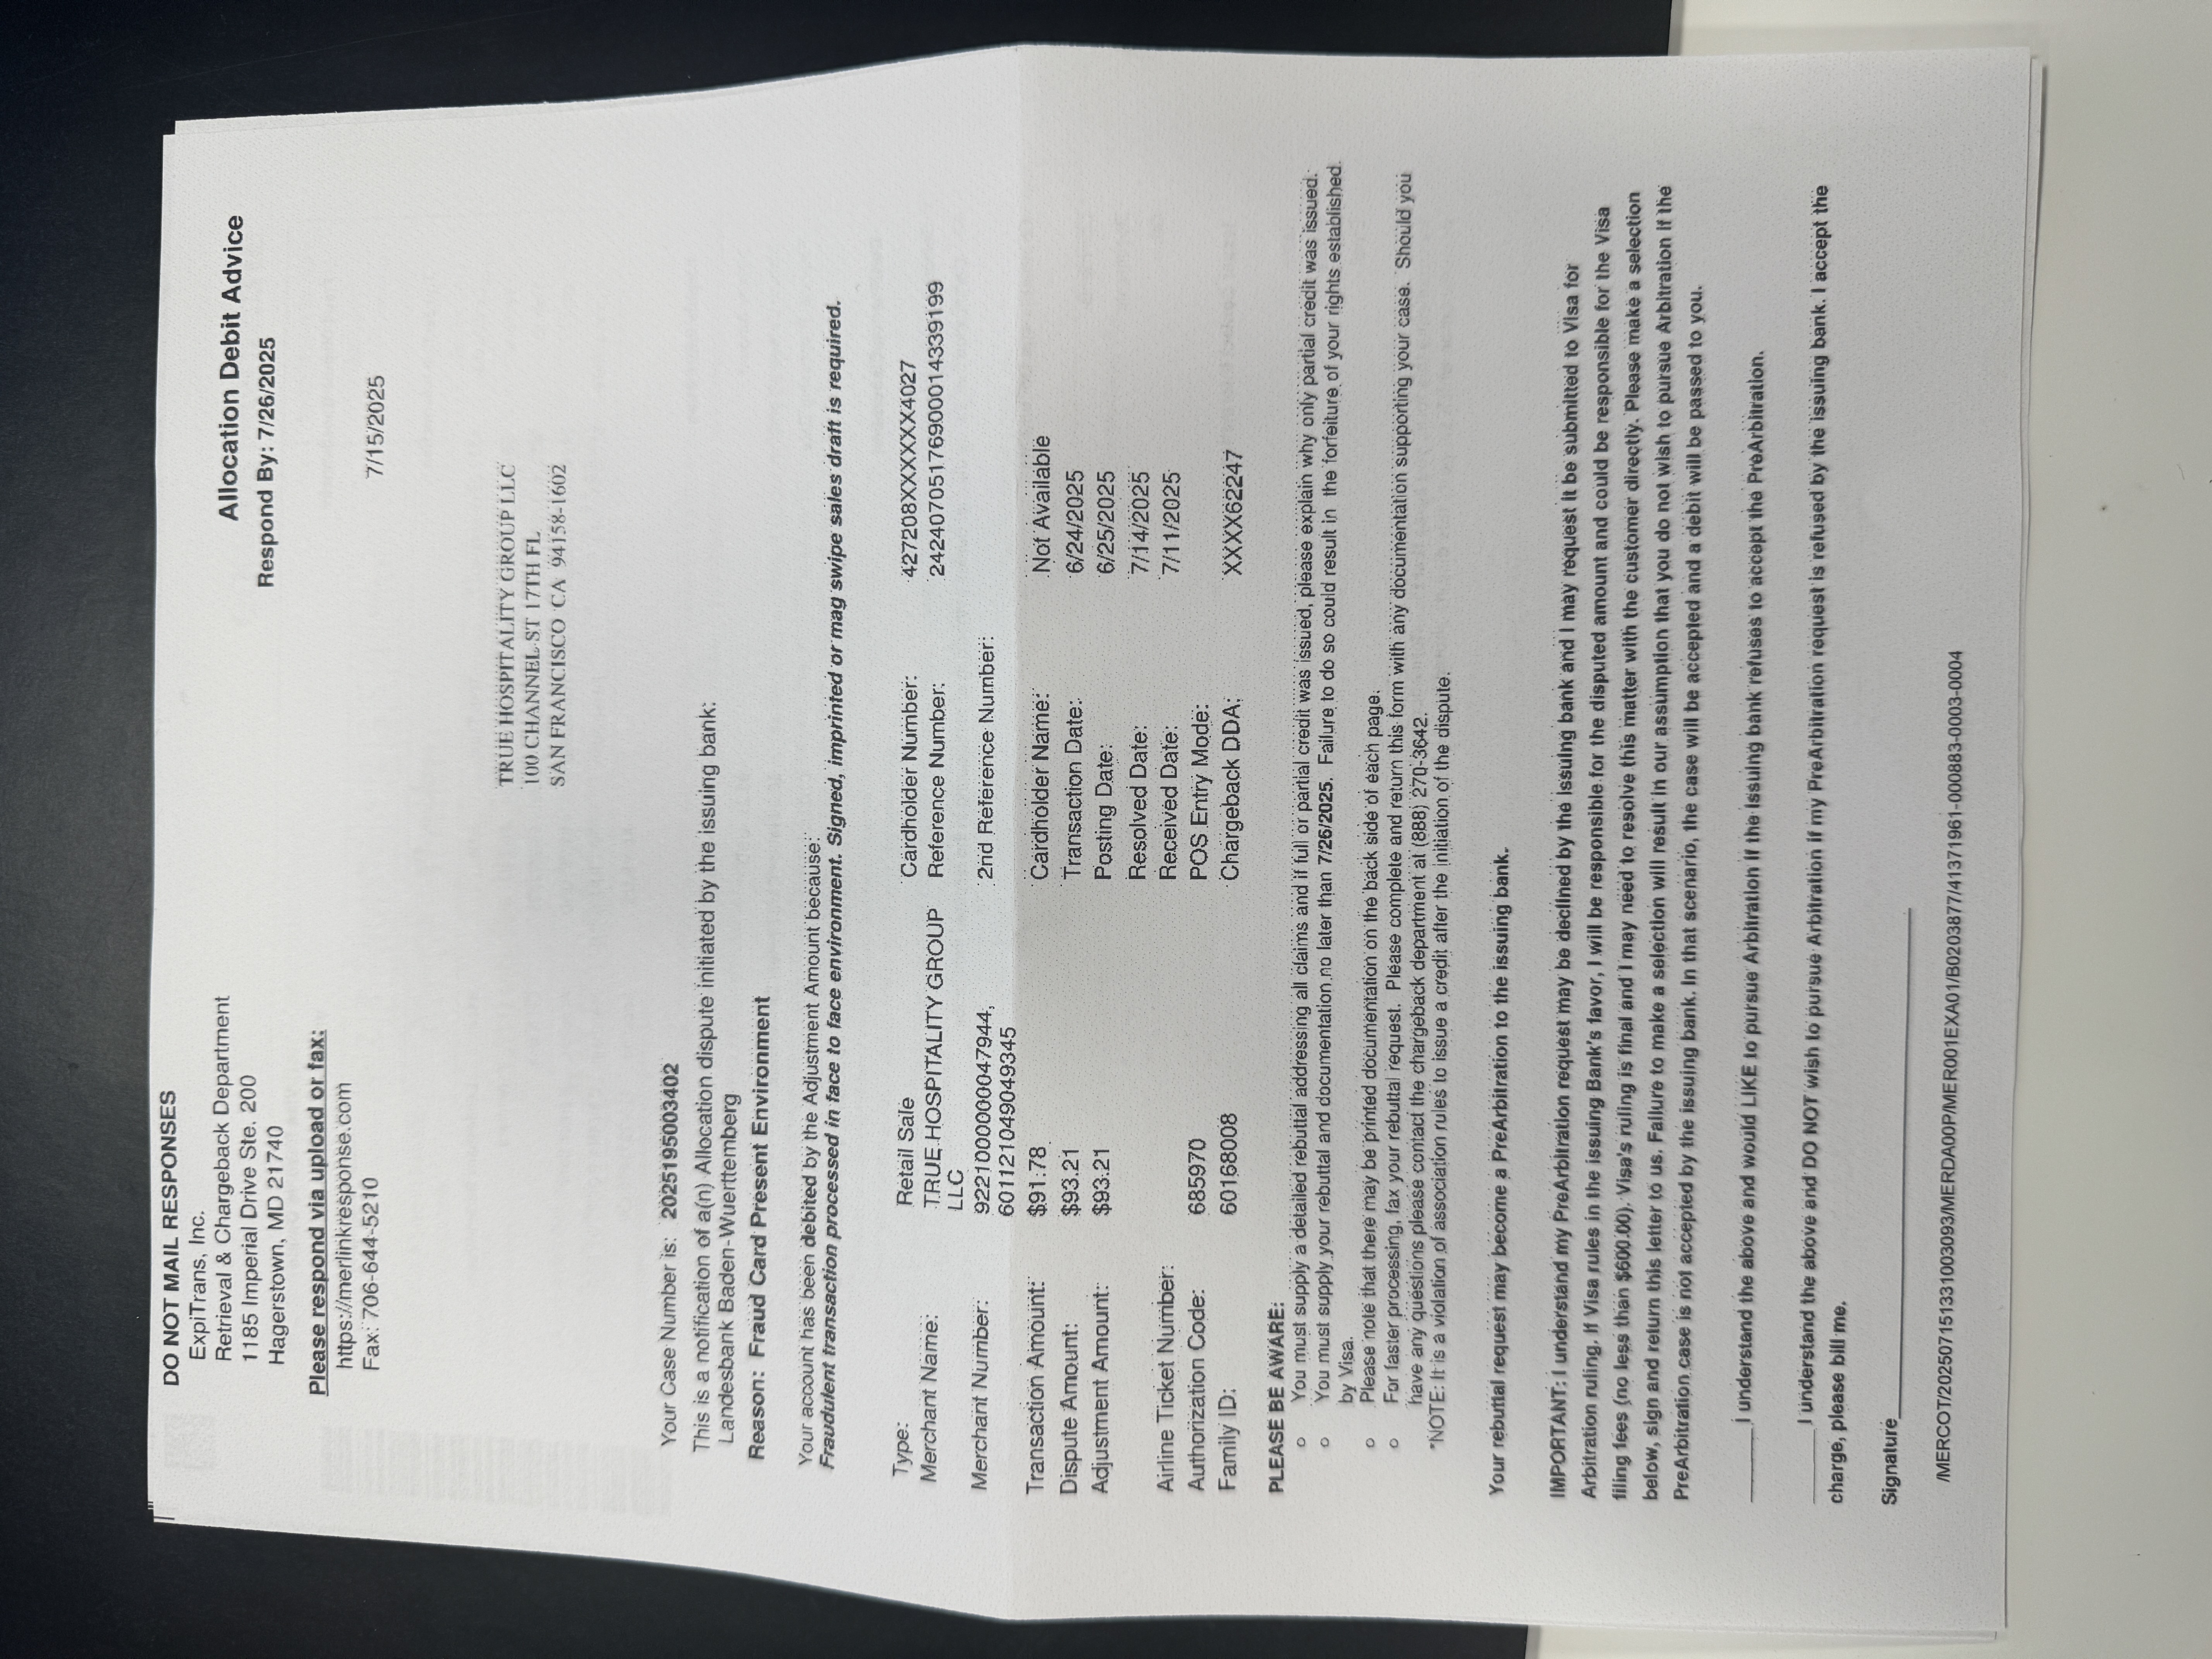 DO NOT MAIL RESPONSES
ExpiTrans, Inc.
Retrieval & Chargeback Department
1185 Imperial Drive Ste. 200
Hagerstown, MD 21740
Allocation Debit Advice
Respond By: 7/26/2025
Please respond via upload or fax:
https://merlinkresponse.com
Fax: 706-644-5210
7/15/2025
TRUE HOSPITALITY GROUP LLC
100 CHANNEL ST 17TH FL
SAN FRANCISCO CA 94158-1602
Your Case Number is: 2025195003402
This is a notification of a(n) Allocation dispute initiated by the issuing bank:
Landesbank Baden-Wuerttemberg
Reason: Fraud Card Present Environment
Your account has been debited by the Adjustment Amount because:
Fraudulent transaction processed in face to face environment. Signed, imprinted or mag swipe sales draft is required.
Type: Retail Sale Cardholder Number: 427208XXXXXX4027
Merchant Name: TRUE HOSPITALITY GROUP LLC Reference Number: 24240705176900014339199
Merchant Number: 9221000000047944, 601121049049345 2nd Reference Number:
Transaction Amount: $91.78 Cardholder Name: Not Available
Dispute Amount: $93.21 Transaction Date: 6/24/2025
Adjustment Amount: $93.21 Posting Date: 6/25/2025
Resolved Date: 7/14/2025
Airline Ticket Number: Received Date: 7/11/2025
Authorization Code: 685970 POS Entry Mode:
Family ID: 60168008 Chargeback DDA: XXXX62247
PLEASE BE AWARE:
o You must supply a detailed rebuttal addressing all claims and if full or partial credit was issued, please explain why only partial credit was issued.
o You must supply your rebuttal and documentation no later than 7/26/2025. Failure to do so could result in the forfeiture of your rights established
by Visa.
o Please note that there may be printed documentation on the back side of each page.
o For faster processing, fax your rebuttal request. Please complete and return this form with any documentation supporting your case. Should you
have any questions please contact the chargeback department at (888) 270-3642.
*NOTE: It is a violation of association rules to issue a credit after the initiation of the dispute.
Your rebuttal request may become a PreArbitration to the issuing bank.
IMPORTANT: I understand my PreArbitration request may be declined by the issuing bank and I may request it be submitted to Visa for
Arbitration ruling. If Visa rules in the issuing Bank's favor, I will be responsible for the disputed amount and could be responsible for the Visa
filing fees (no less than $600.00). Visa's ruling is final and I may need to resolve this matter with the customer directly. Please make a selection
below, sign and return this letter to us. Failure to make a selection will result in our assumption that you do not wish to pursue Arbitration if the
PreArbitration case is not accepted by the issuing bank. In that scenario, the case will be accepted and a debit will be passed to you.
______I understand the above and would LIKE to pursue Arbitration if the issuing bank refuses to accept the PreArbitration.
______I understand the above and DO NOT wish to pursue Arbitration if my PreArbitration request is refused by the issuing bank. I accept the
charge, please bill me.
Signature
/MERCOT/202507151331003093/MERDA00P/MER001EXA01/B0203877/41371961-000883-0003-0004